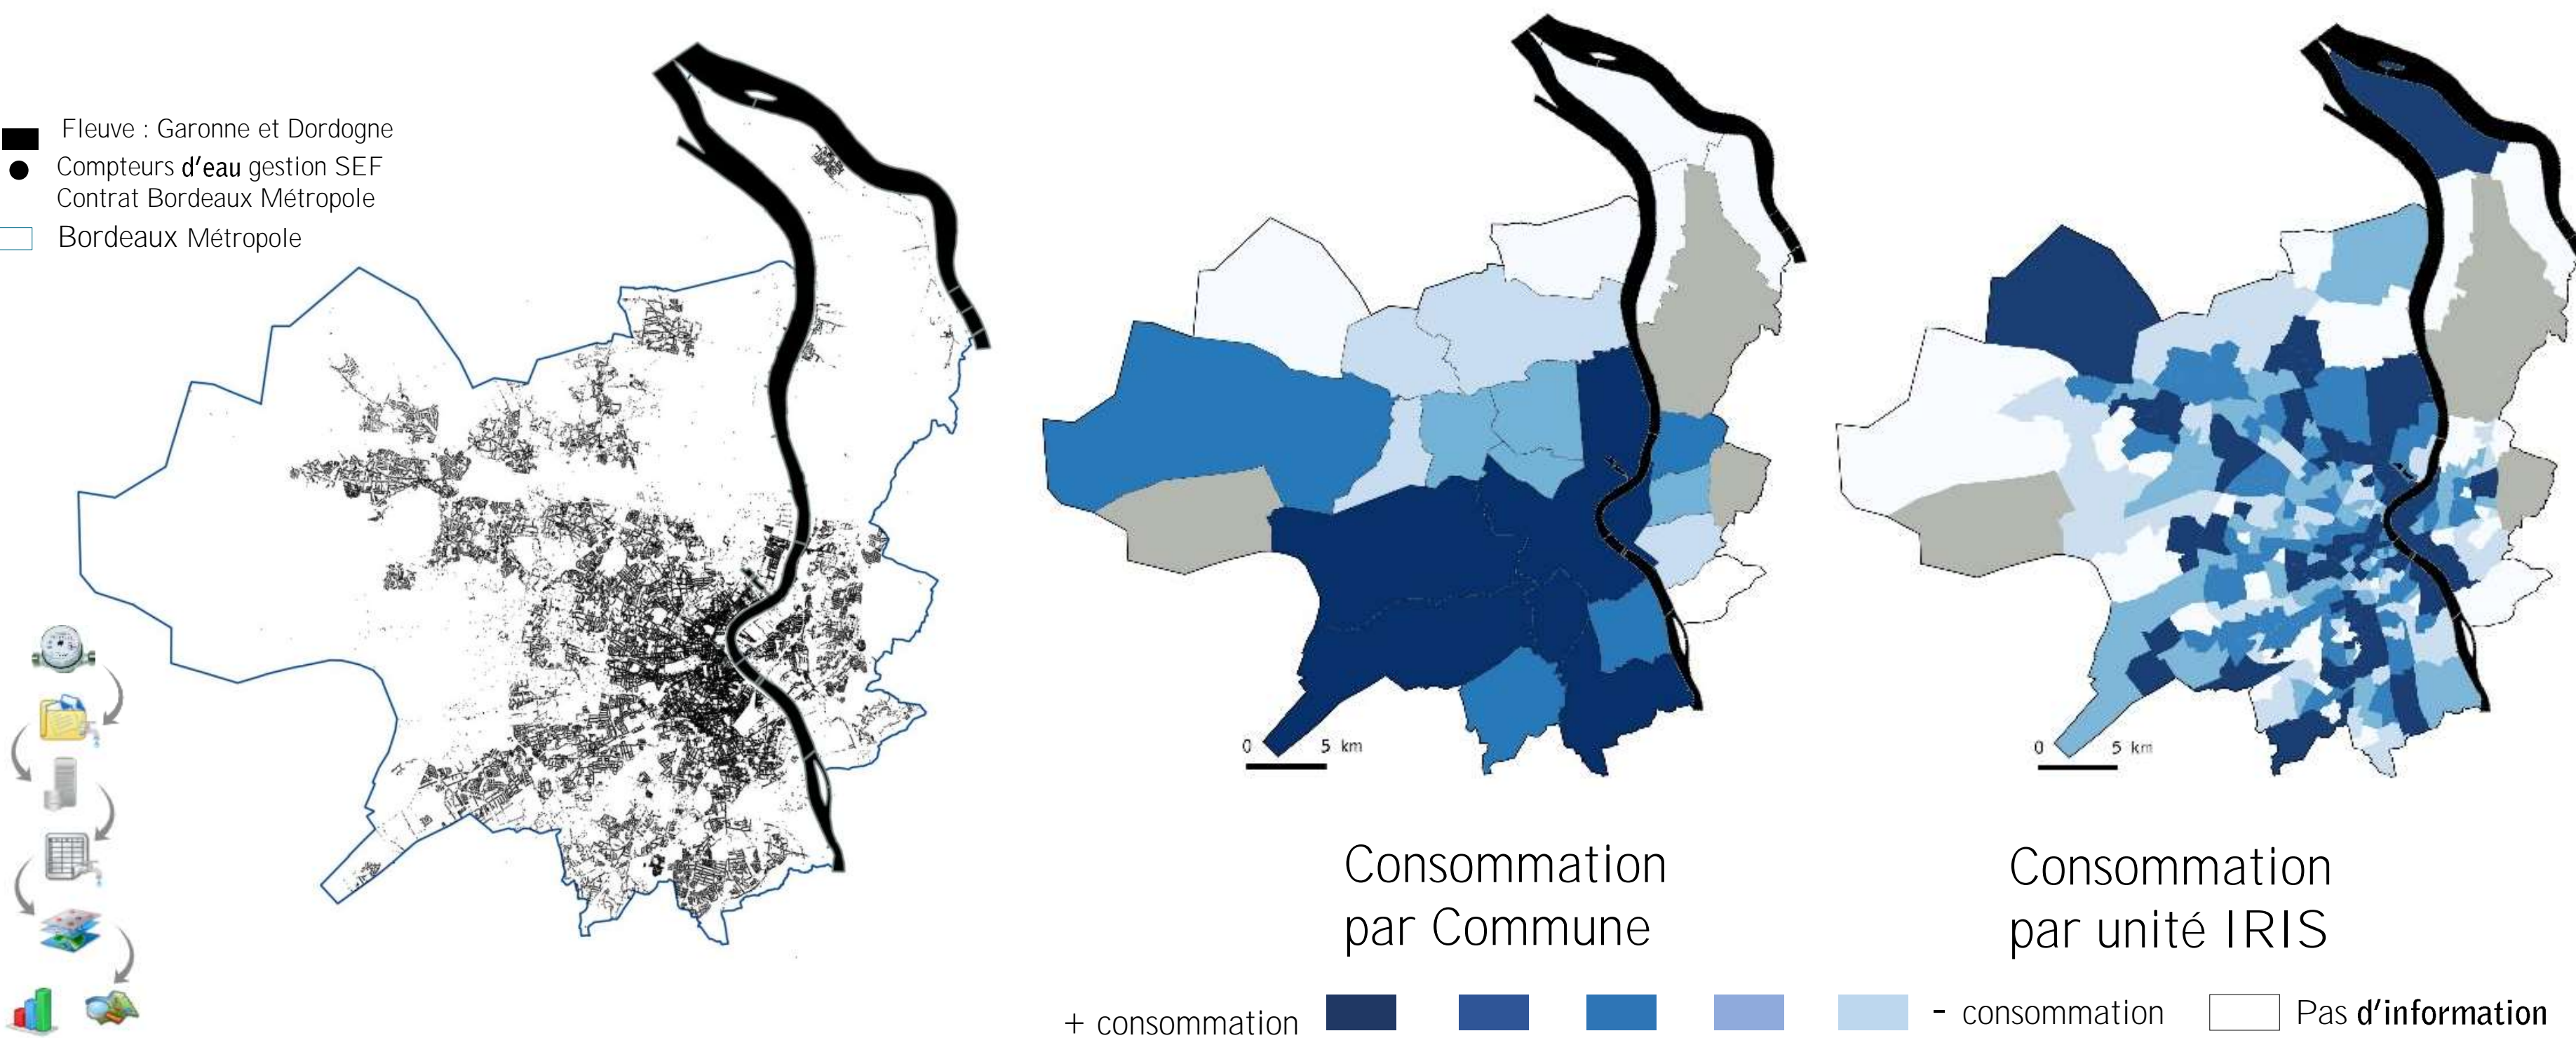 Fleuve : Garonne et Dordogne
Compteurs d'eau gestion SEF
Contrat Bordeaux Métropole
Bordeaux Métropole
0 5 km
0 5 km
Consommation
par Commune
Consommation
par unité IRIS
+ consommation - consommation Pas d'information